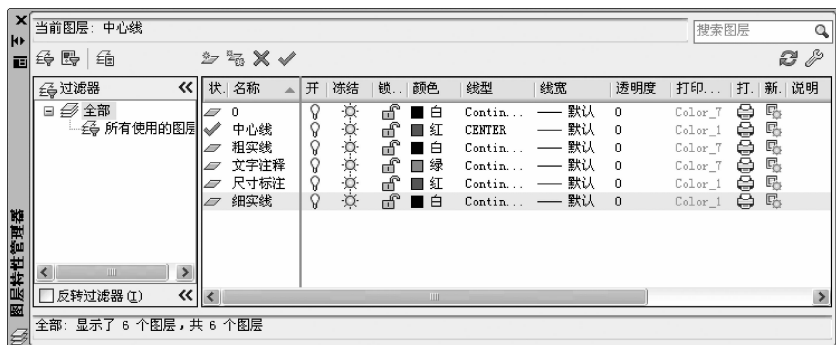 当前图层: 中心线
搜索图层
过滤器
全部
所有使用的图层
反转过滤器(I)
状. 名称 开 冻结 锁.. 颜色 线型 线宽 透明度 打印... 打. 新. 说明
0 白 Contin... 默认 0 Color_7
中心线 红 CENTER 默认 0 Color_1
粗实线 白 Contin... 默认 0 Color_7
文字注释 绿 Contin... 默认 0 Color_7
尺寸标注 红 Contin... 默认 0 Color_1
细实线 白 Contin... 默认 0 Color_1
全部: 显示了 6 个图层,共 6 个图层
图层特性管理器